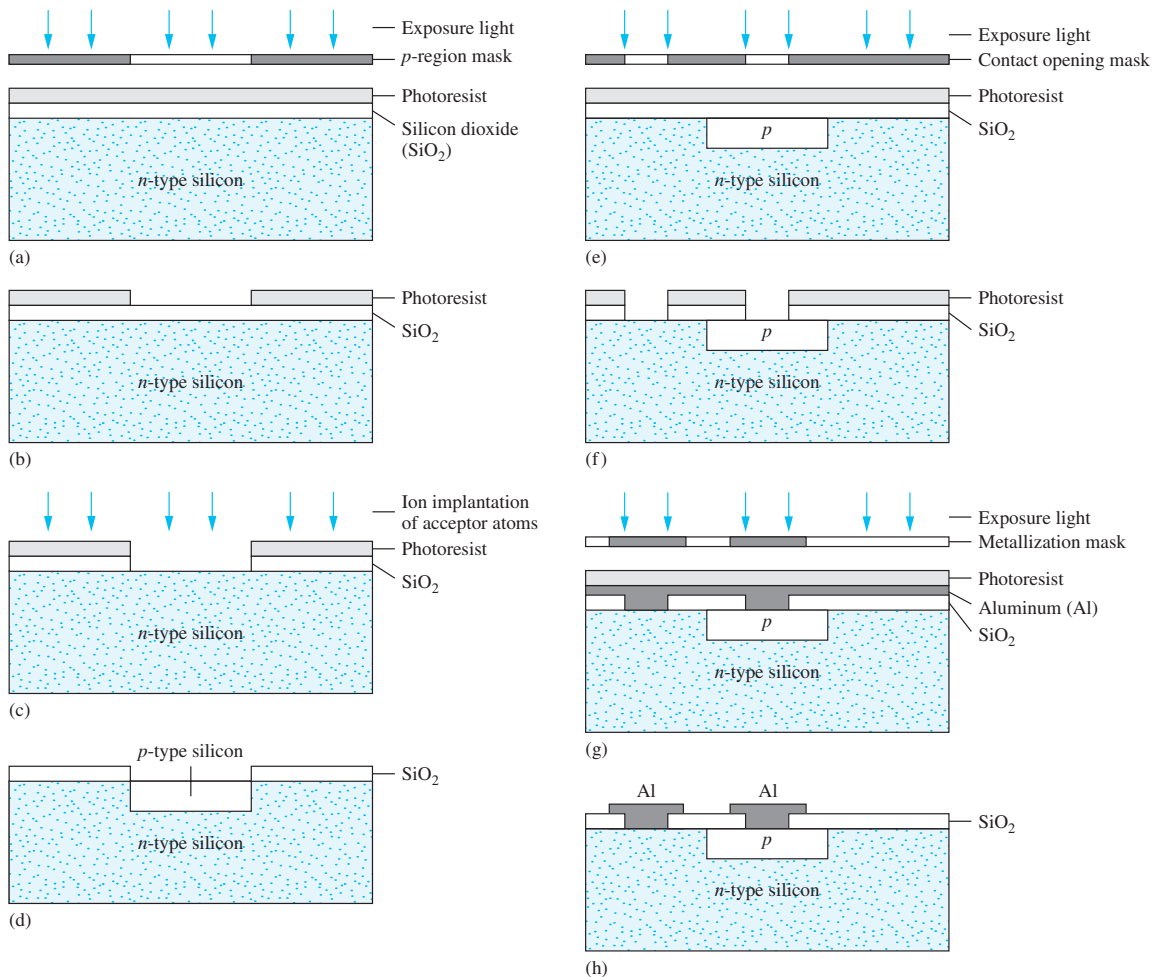 Exposure light
p-region mask
Photoresist
Silicon dioxide
(SiO₂)
n-type silicon
(a)
Photoresist
SiO₂
n-type silicon
(b)
Ion implantation
of acceptor atoms
Photoresist
SiO₂
n-type silicon
(c)
p-type silicon
SiO₂
n-type silicon
(d)
Exposure light
Contact opening mask
Photoresist
SiO₂
p
n-type silicon
(e)
Photoresist
SiO₂
p
n-type silicon
(f)
Exposure light
Metallization mask
Photoresist
Aluminum (Al)
SiO₂
p
n-type silicon
(g)
Al Al
SiO₂
p
n-type silicon
(h)